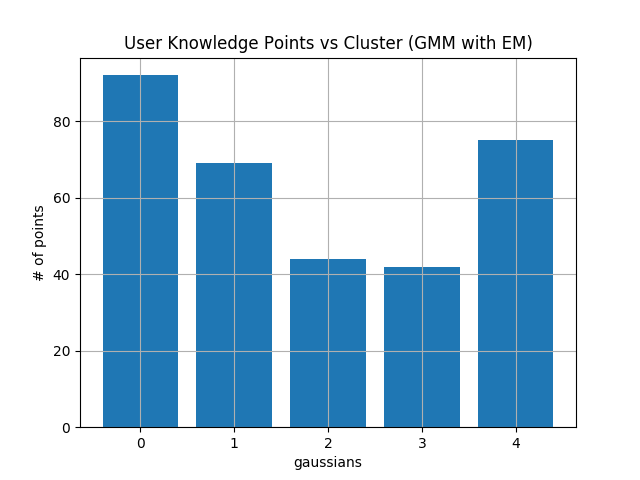 User Knowledge Points vs Cluster (GMM with EM)
80
60
40
20
0
# of points
0 1 2 3 4
gaussians